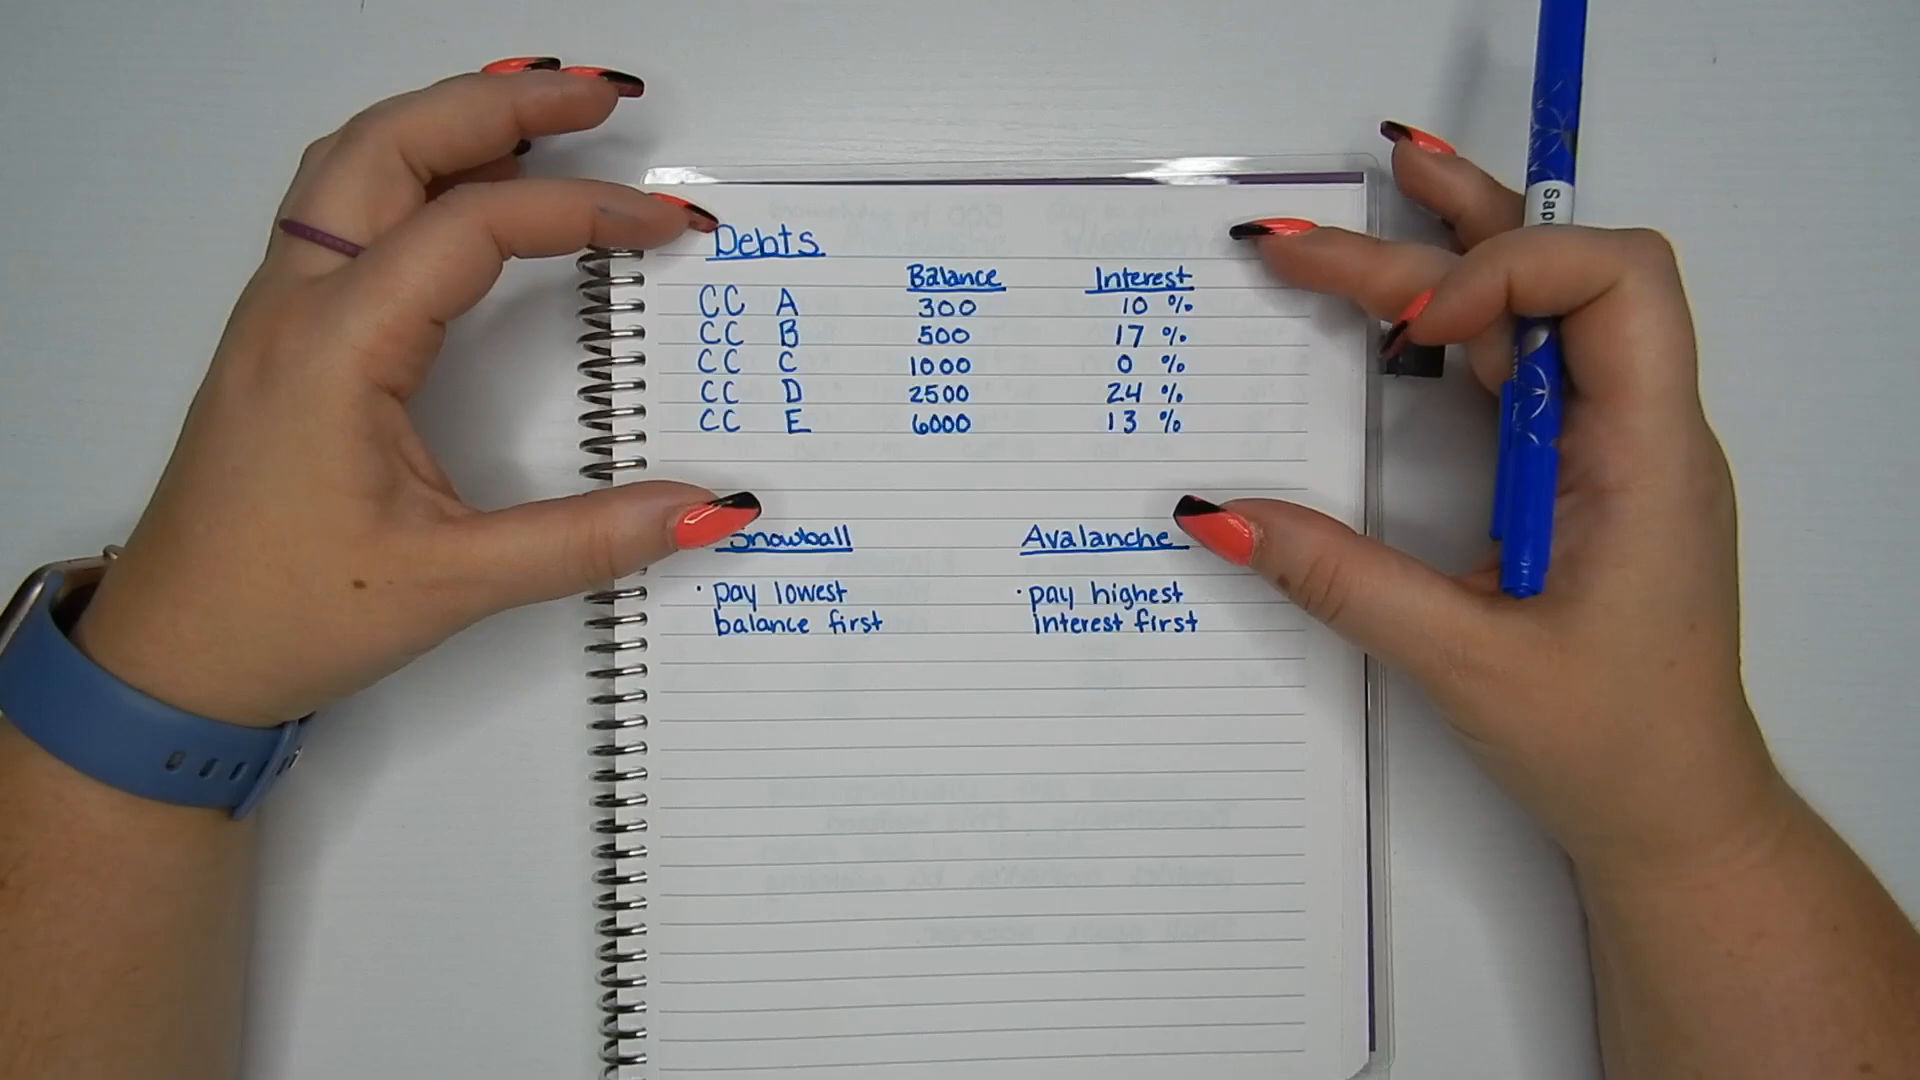 Debts
Balance Interest
CC A 300 10 %
CC B 500 17 %
CC C 1000 0 %
CC D 2500 24 %
CC E 6000 13 %
Snowball Avalanche
· pay lowest · pay highest
balance first interest first
Sap